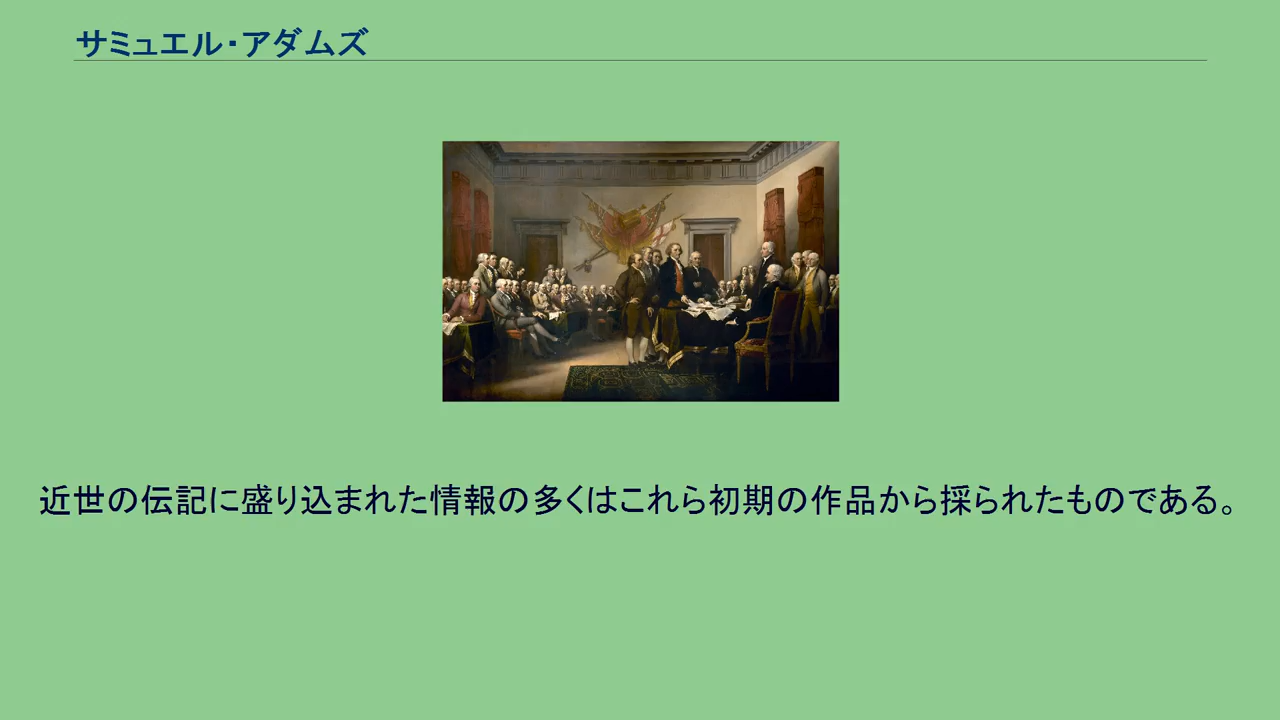 サミュエル・アダムズ
近世の伝記に盛り込まれた情報の多くはこれら初期の作品から採られたものである。